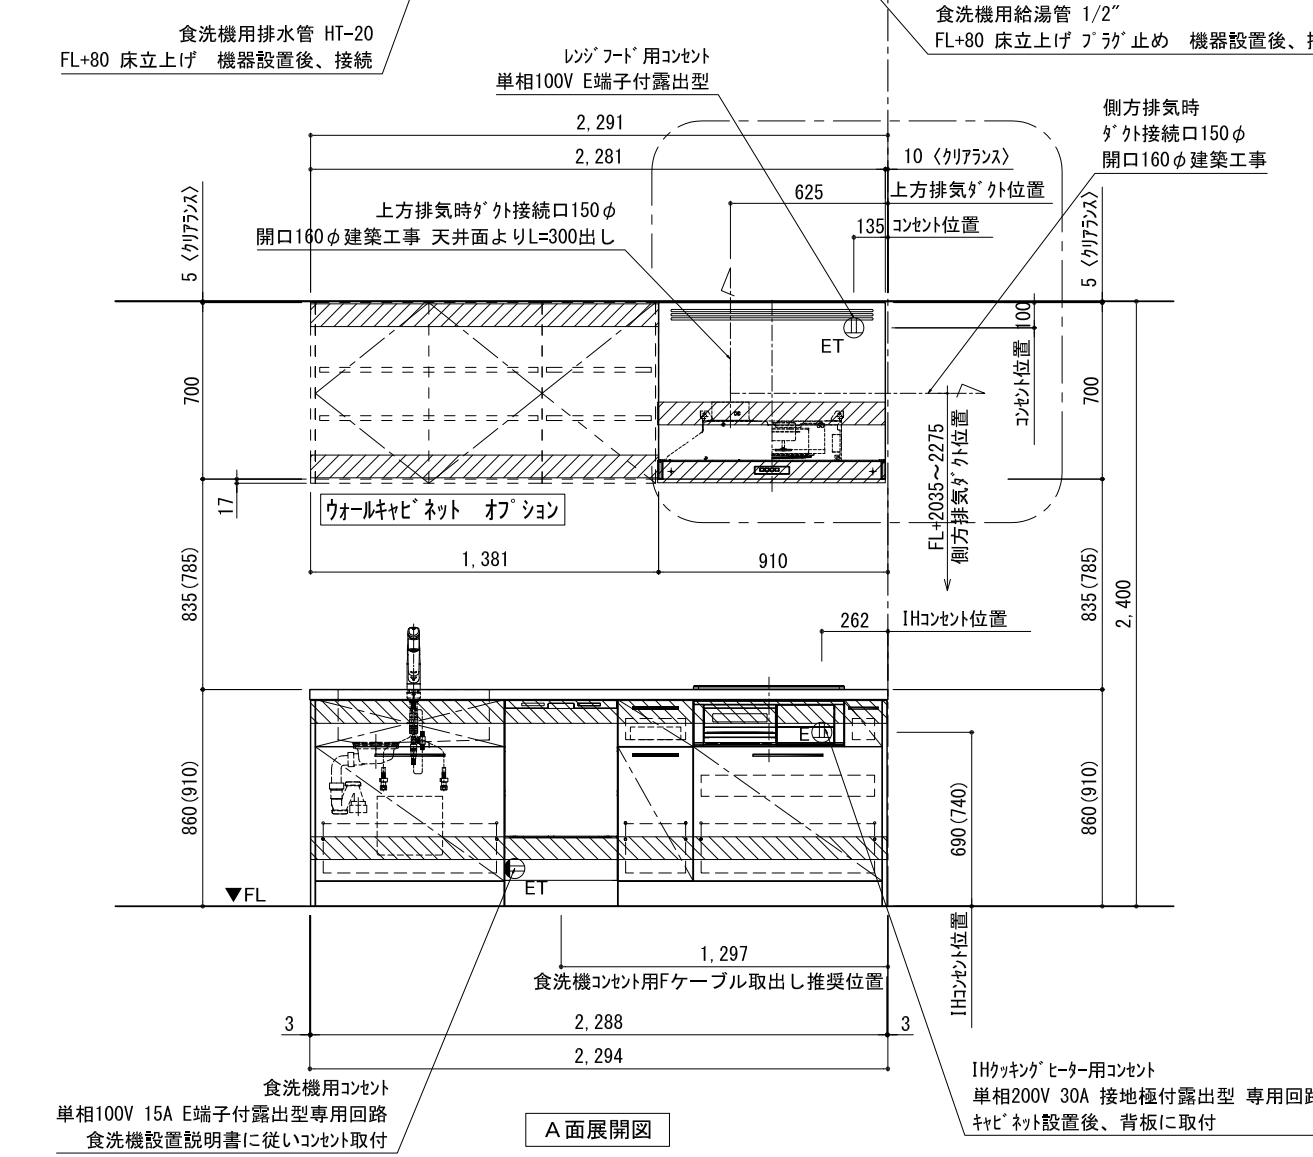 食洗機用排水管 HT-20
FL+80 床立上げ 機器設置後、接続
食洗機用給湯管 1/2"
FL+80 床立上げ プラグ止め 機器設置後、
レンジフード用コンセント
単相100V E端子付露出型
側方排気時
ダクト接続口150φ
開口160φ建築工事
2,291
2,281
10 〈クリアランス〉
625
上方排気ダクト位置
135
コンセント位置
上方排気時ダクト接続口150φ
開口160φ建築工事 天井面よりL=300出し
5 〈クリアランス〉
5 〈クリアランス〉
ET
100
コンセント位置
700
700
FL+2035~2275
側方排気ダクト位置
17
ウォールキャビネット オプション
1,381
910
835(785)
835(785)
2,400
262
IHコンセント位置
E
860(910)
860(910)
690(740)
IHコンセント位置
▼FL
ET
1,297
食洗機コンセント用Fケーブル取出し推奨位置
3
2,288
3
2,294
食洗機用コンセント
単相100V 15A E端子付露出型専用回路
食洗機設置説明書に従いコンセント取付
IHクッキングヒーター用コンセント
単相200V 30A 接地極付露出型 専用回路
キャビネット設置後、背板に取付
A面展開図